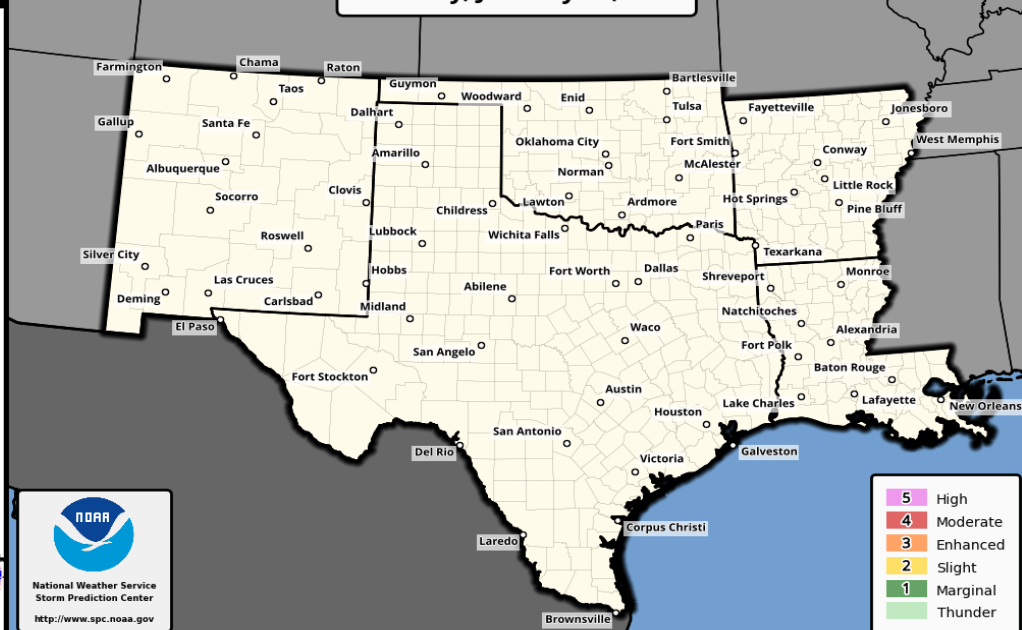 Farmington
Chama
Raton
Taos
Guymon
Woodward
Enid
Bartlesville
Dalhart
Tulsa
Fayetteville
Jonesboro
Gallup
Santa Fe
Oklahoma City
Fort Smith
West Memphis
Amarillo
Norman
McAlester
Conway
Albuquerque
Clovis
Socorro
Childress
Lawton
Ardmore
Hot Springs
Little Rock
Pine Bluff
Roswell
Lubbock
Wichita Falls
Paris
Texarkana
Silver City
Las Cruces
Hobbs
Fort Worth
Dallas
Shreveport
Monroe
Deming
Carlsbad
Midland
Abilene
Natchitoches
El Paso
San Angelo
Waco
Fort Polk
Alexandria
Fort Stockton
Austin
Baton Rouge
Houston
Lake Charles
Lafayette
New Orleans
Del Rio
San Antonio
Galveston
Victoria
Laredo
Corpus Christi
Brownsville
NOAA
National Weather Service
Storm Prediction Center
http://www.spc.noaa.gov
5 High
4 Moderate
3 Enhanced
2 Slight
1 Marginal
Thunder